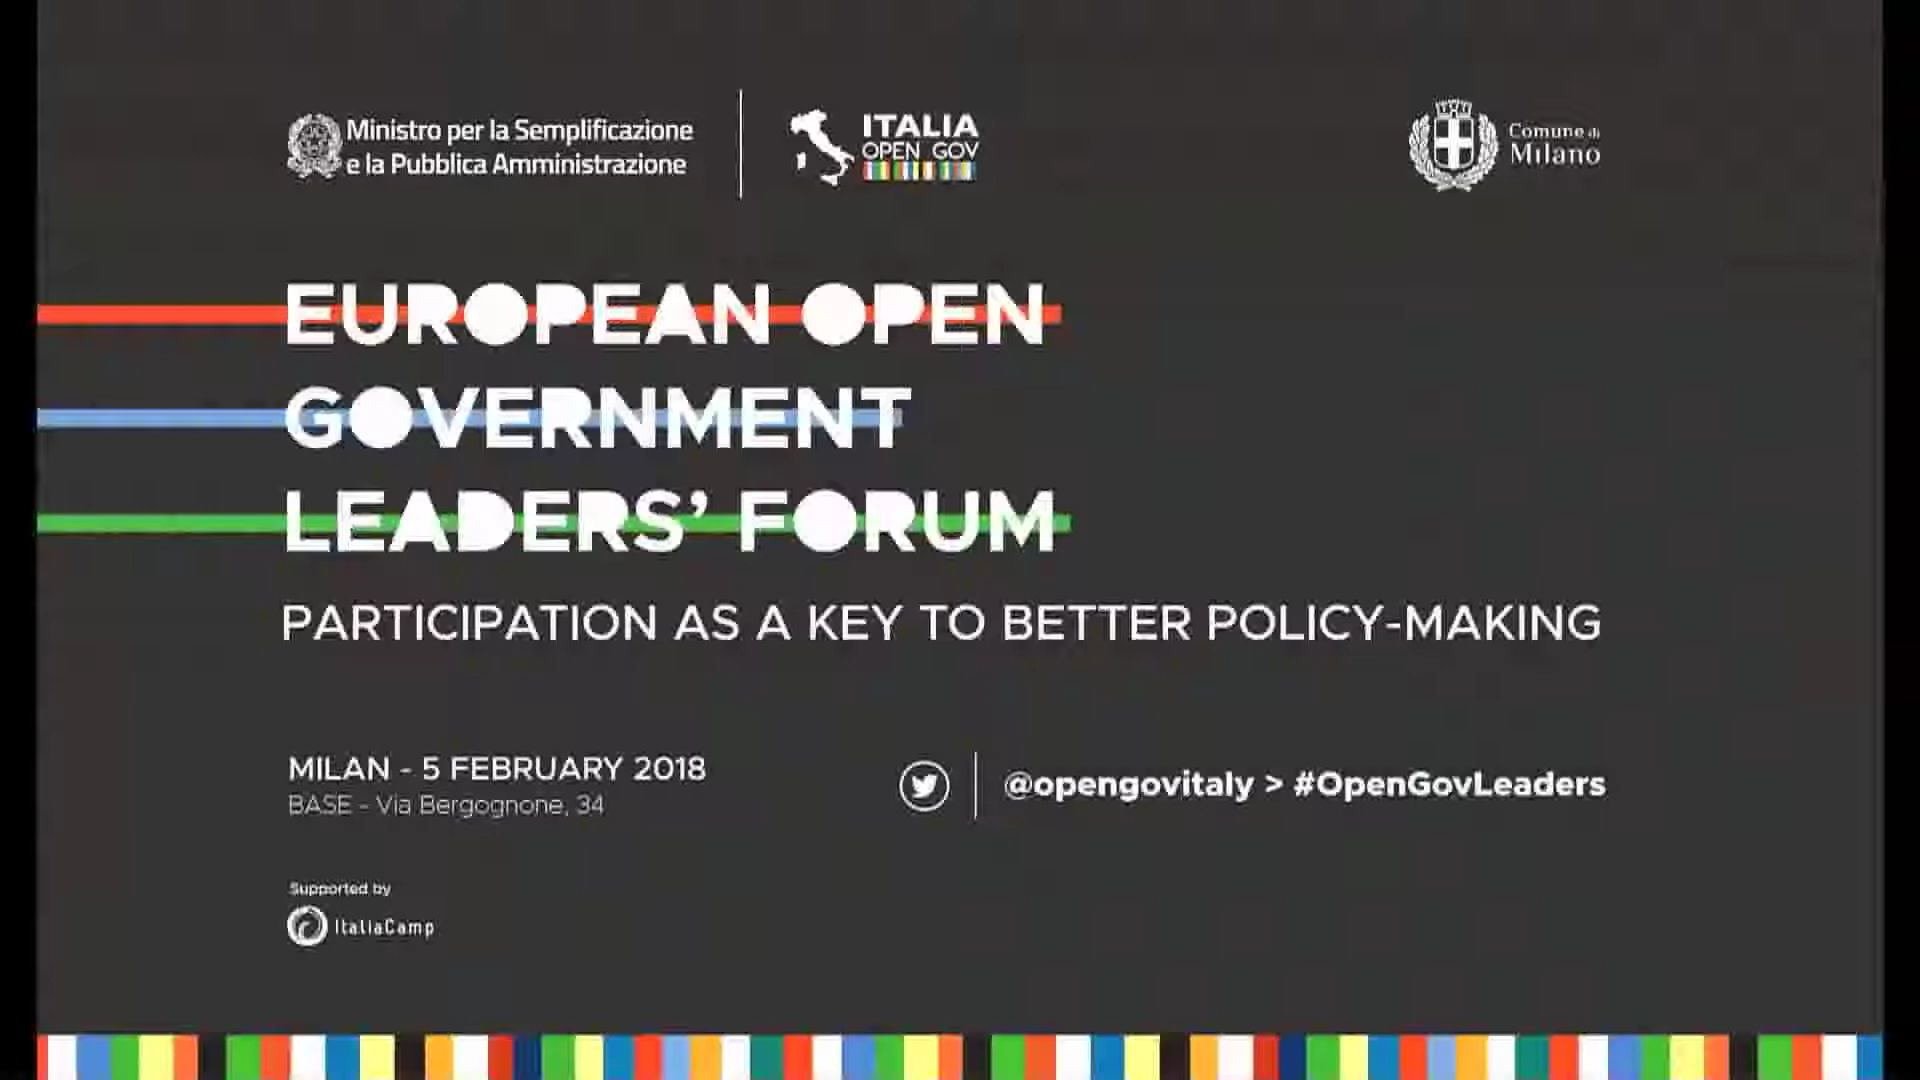 Ministro per la Semplificazione
e la Pubblica Amministrazione
ITALIA
OPEN GOV
Comune di
Milano
EUROPEAN OPEN
GOVERNMENT
LEADERS’ FORUM
PARTICIPATION AS A KEY TO BETTER POLICY-MAKING
MILAN - 5 FEBRUARY 2018
BASE - Via Bergognone, 34
@opengovitaly > #OpenGovLeaders
Supported by
ItaliaCamp